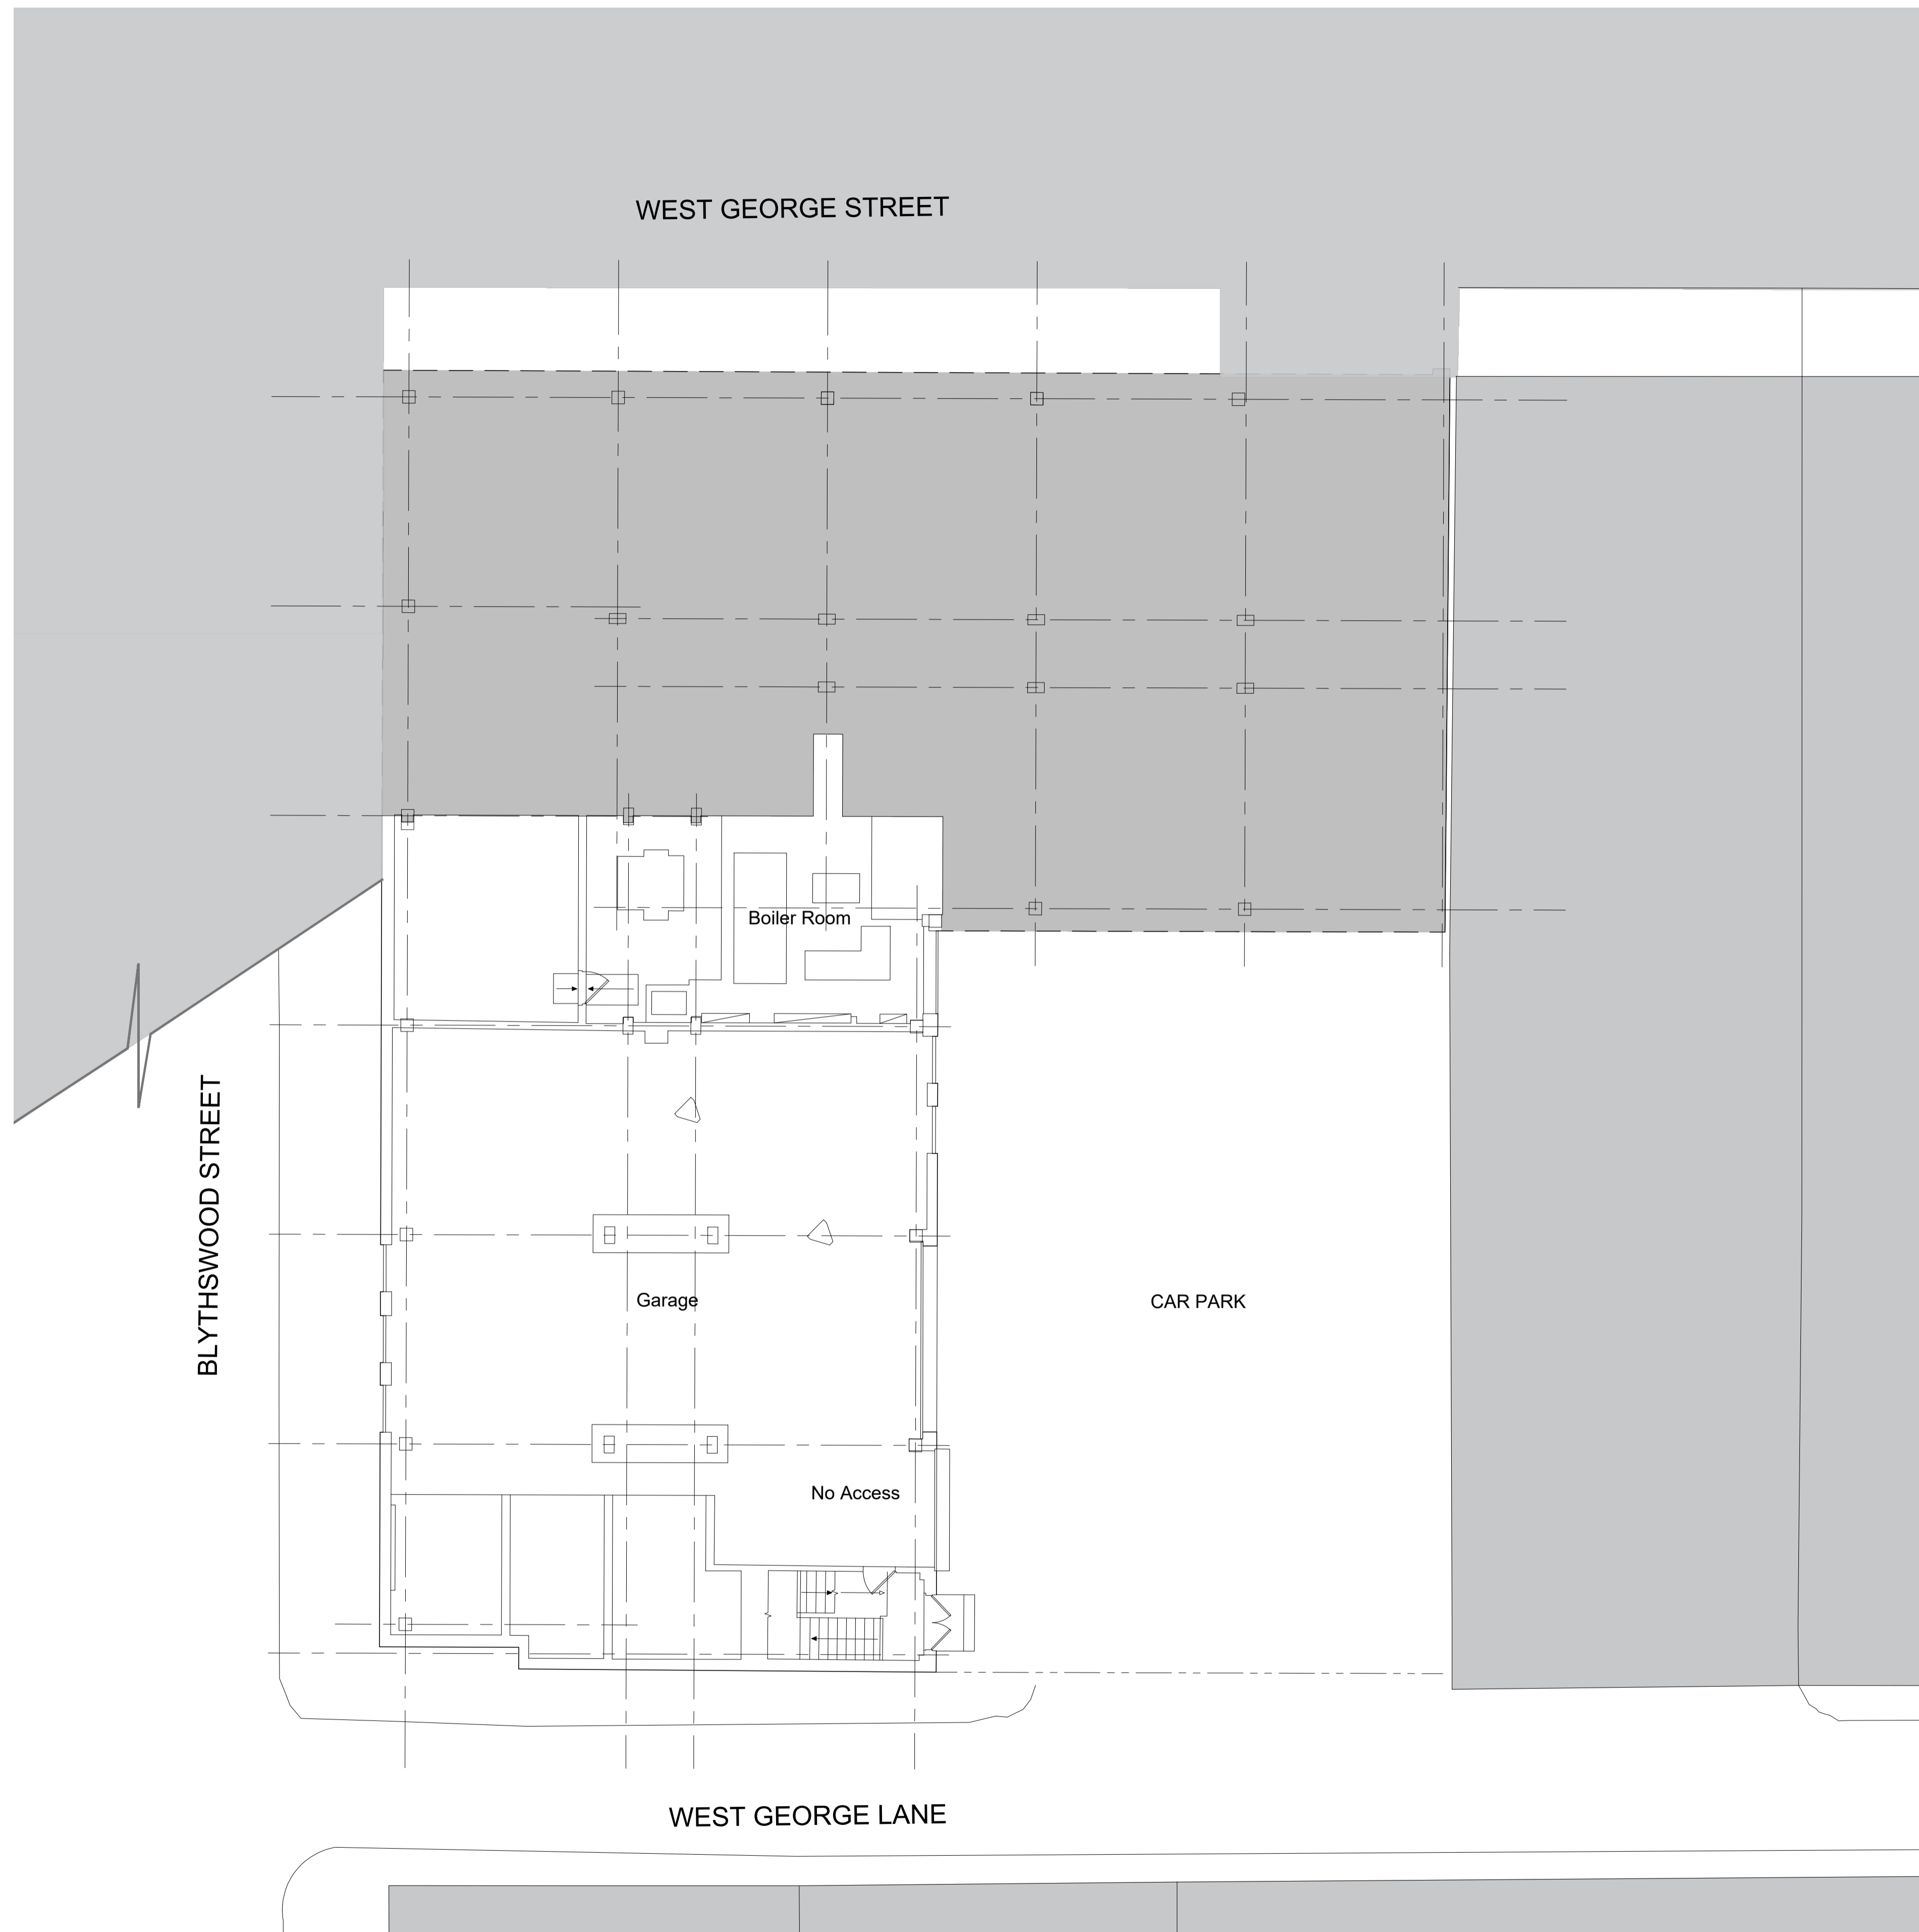 WEST GEORGE STREET
Boiler Room
BLYTHSWOOD STREET
Garage
CAR PARK
No Access
WEST GEORGE LANE